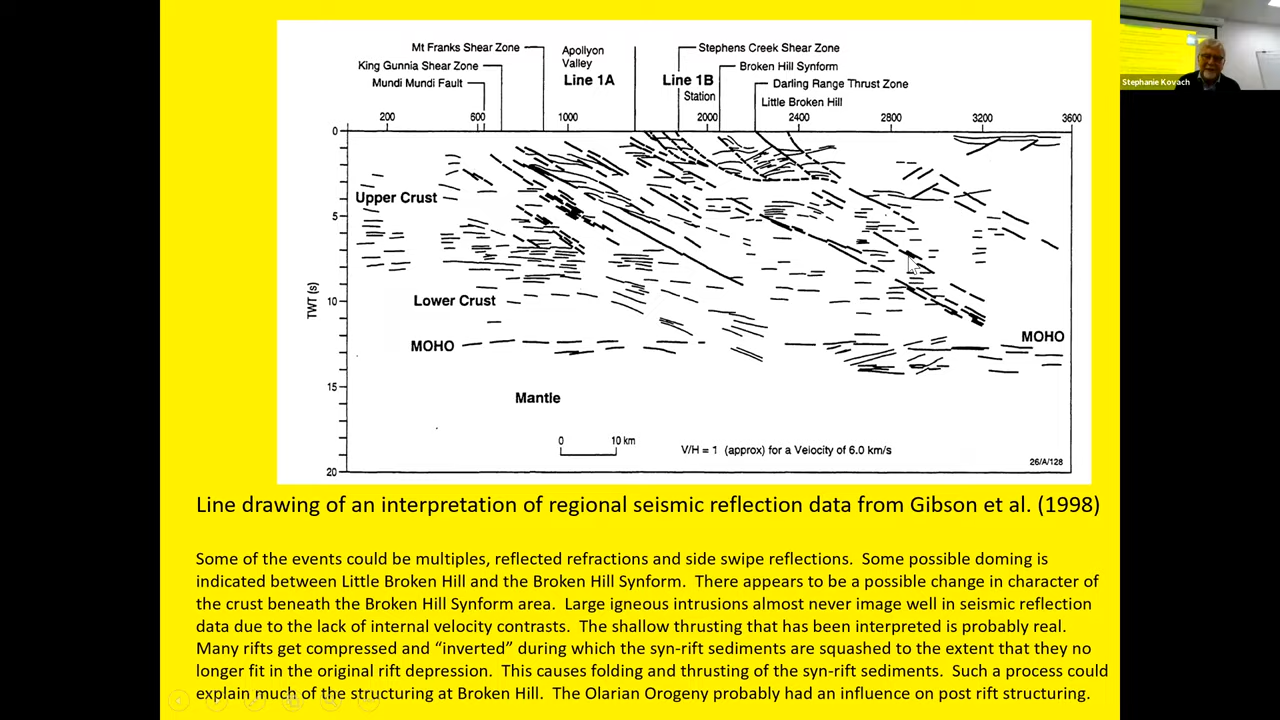 Mt Franks Shear Zone
King Gunnia Shear Zone
Mundi Mundi Fault
Apollyon
Valley
Line 1A
Line 1B
Station
Stephens Creek Shear Zone
Broken Hill Synform
Darling Range Thrust Zone
Little Broken Hill
Stephanie Kovach
200 600 1000 2000 2400 2800 3200 3600
0
5
10
15
20
TWT (s)
Upper Crust
Lower Crust
MOHO
MOHO
Mantle
0 10 km
V/H = 1 (approx) for a Velocity of 6.0 km/s
26/A/128
Line drawing of an interpretation of regional seismic reflection data from Gibson et al. (1998)
Some of the events could be multiples, reflected refractions and side swipe reflections. Some possible doming is
indicated between Little Broken Hill and the Broken Hill Synform. There appears to be a possible change in character of
the crust beneath the Broken Hill Synform area. Large igneous intrusions almost never image well in seismic reflection
data due to the lack of internal velocity contrasts. The shallow thrusting that has been interpreted is probably real.
Many rifts get compressed and “inverted” during which the syn-rift sediments are squashed to the extent that they no
longer fit in the original rift depression. This causes folding and thrusting of the syn-rift sediments. Such a process could
explain much of the structuring at Broken Hill. The Olarian Orogeny probably had an influence on post rift structuring.